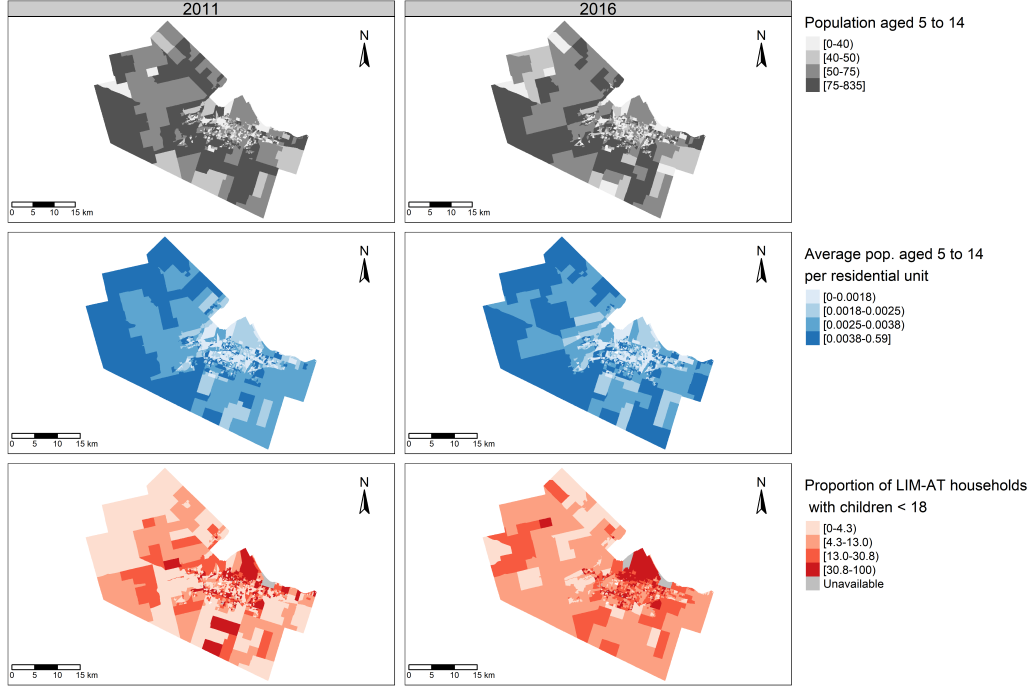 2011
2016
N
0 5 10 15 km
N
0 5 10 15 km
Population aged 5 to 14
[0-40)
[40-50)
[50-75)
[75-835]
N
0 5 10 15 km
N
0 5 10 15 km
Average pop. aged 5 to 14
per residential unit
[0-0.0018)
[0.0018-0.0025)
[0.0025-0.0038)
[0.0038-0.59]
N
0 5 10 15 km
N
0 5 10 15 km
Proportion of LIM-AT households
with children < 18
[0-4.3)
[4.3-13.0)
[13.0-30.8)
[30.8-100)
Unavailable